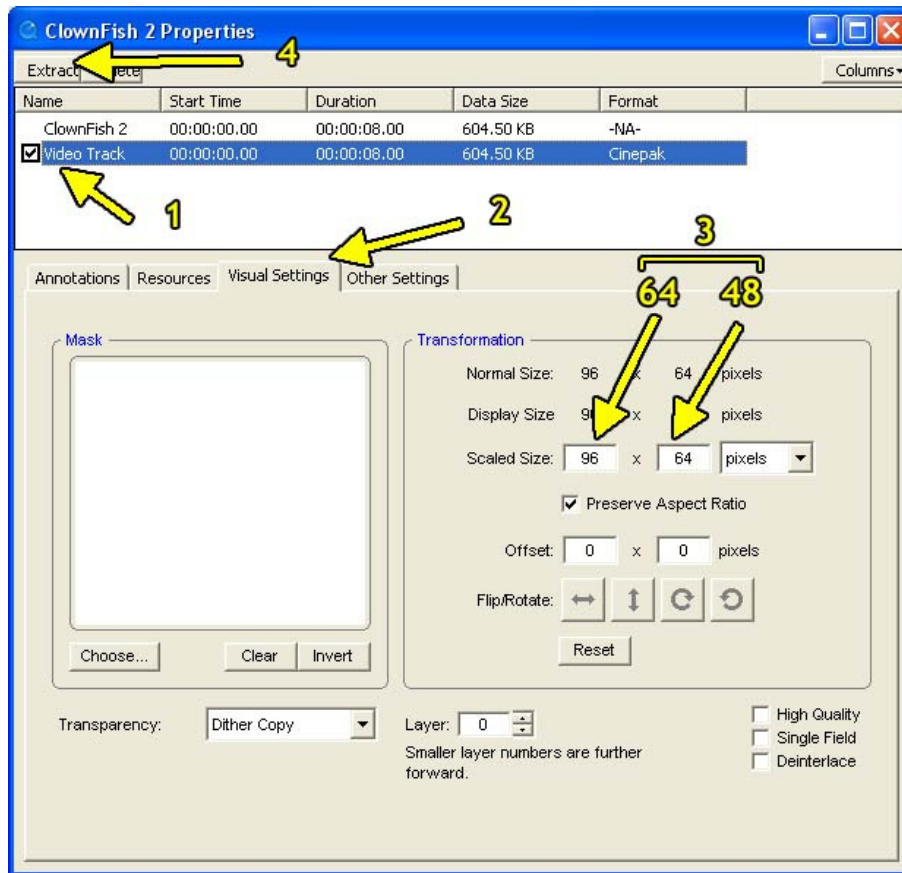 ClownFish 2 Properties
4
Extract
Columns
Name Start Time Duration Data Size Format
ClownFish 2 00:00:00.00 00:00:08.00 604.50 KB -NA-
Video Track 00:00:00.00 00:00:08.00 604.50 KB Cinepak
1 2 3
Annotations Resources Visual Settings Other Settings
64 48
Mask Transformation
Normal Size: 96 x 64 pixels
Display Size x pixels
Scaled Size: 96 x 64 pixels
Preserve Aspect Ratio
Offset: 0 x 0 pixels
Flip/Rotate:
Choose... Clear Invert Reset
Transparency: Dither Copy Layer: 0 High Quality
Single Field
Smaller layer numbers are further
forward.
Deinterlace